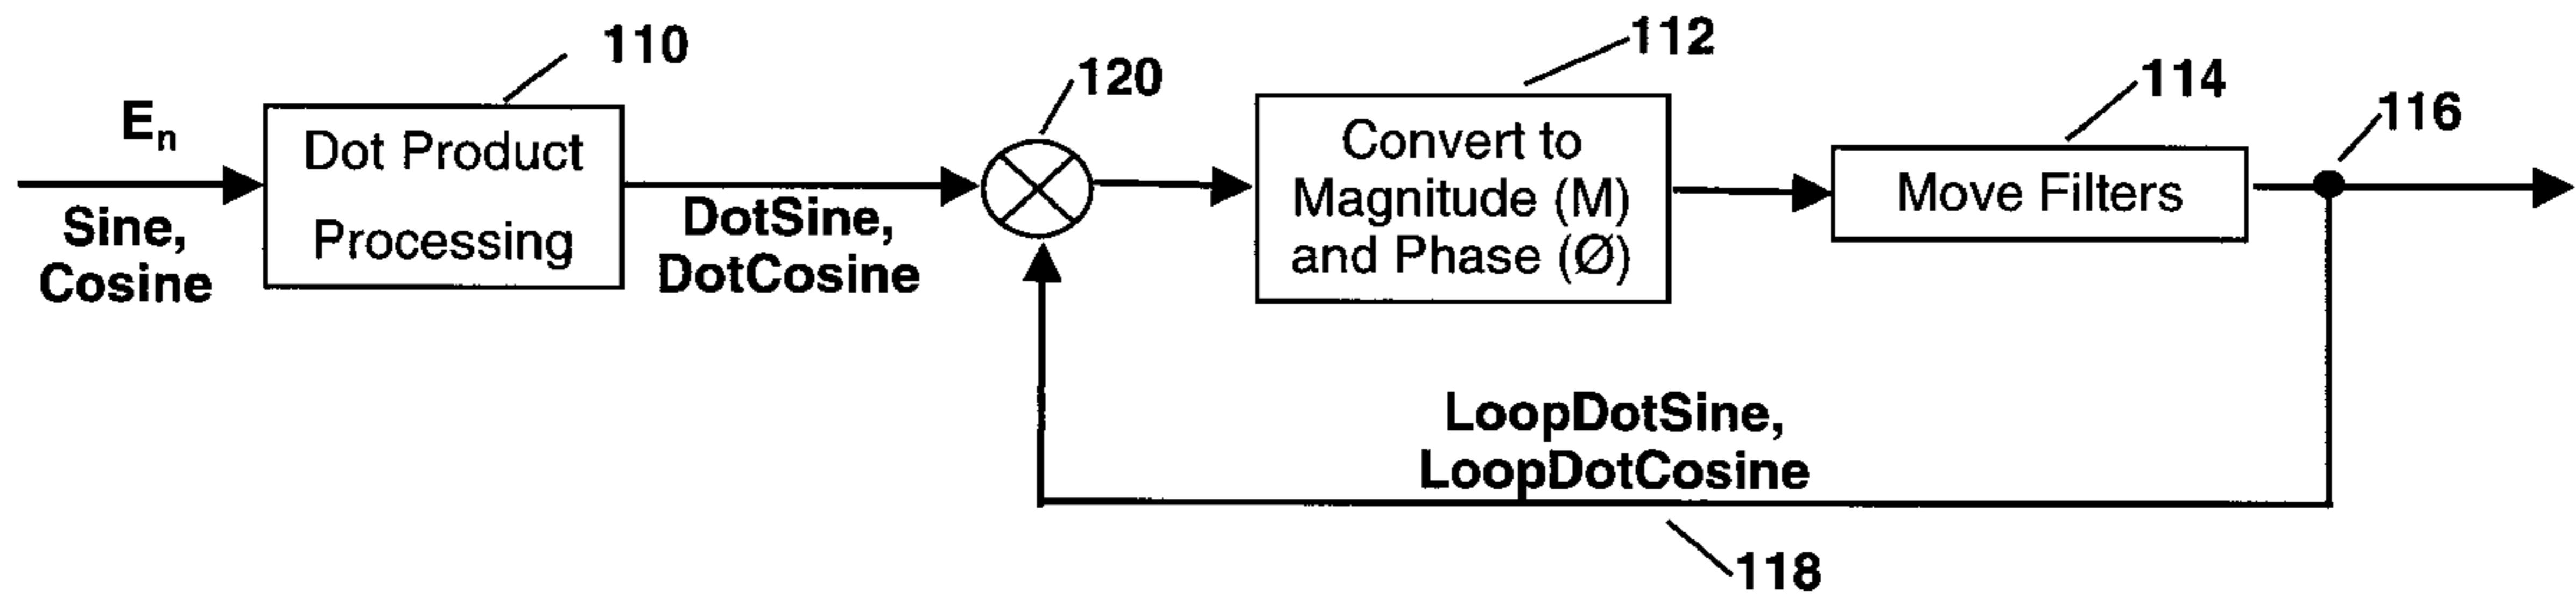 110
E_n
Dot Product
Processing
Sine,
Cosine
DotSine,
DotCosine
120
112
Convert to
Magnitude (M)
and Phase (Ø)
114
Move Filters
116
LoopDotSine,
LoopDotCosine
118